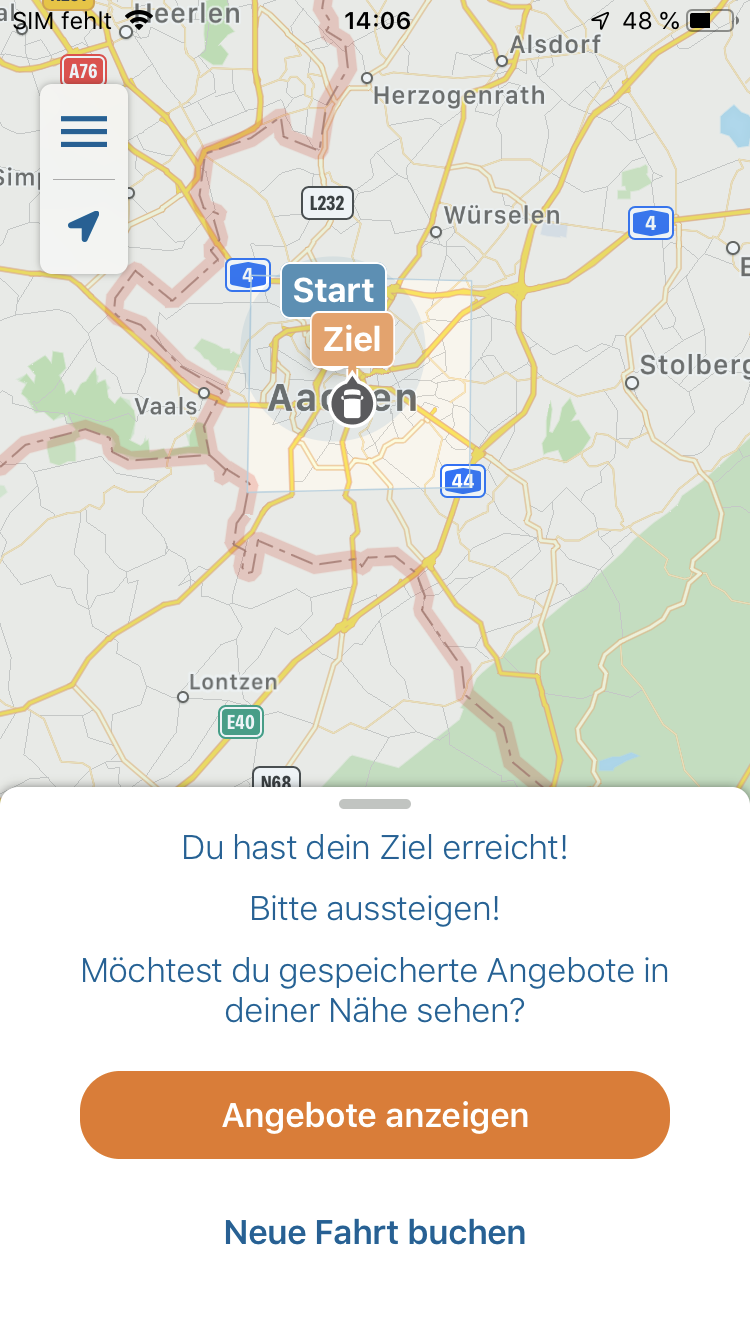 Heerlen
SIM fehlt
14:06
48 %
Alsdorf
A76
Herzogenrath
L232
Würselen
4
4
Start
Ziel
Stolberg
Vaals
Aachen
44
Lontzen
E40
N68
Du hast dein Ziel erreicht!
Bitte aussteigen!
Möchtest du gespeicherte Angebote in
deiner Nähe sehen?
Angebote anzeigen
Neue Fahrt buchen